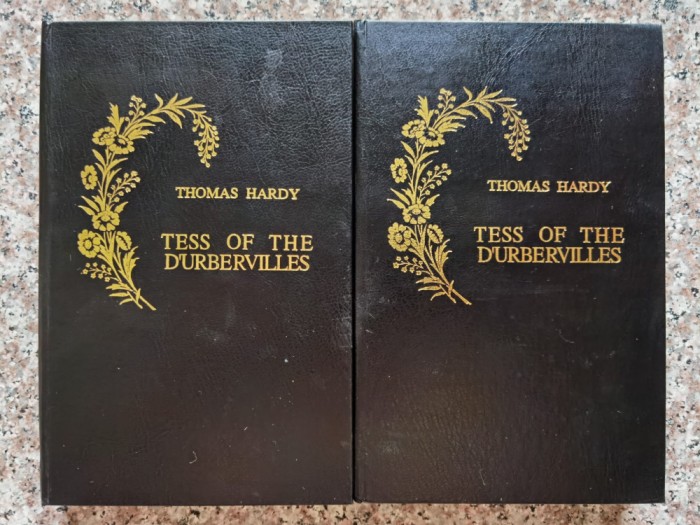 THOMAS HARDY
TESS OF THE
D'URBERVILLES
THOMAS HARDY
TESS OF THE
D'URBERVILLES